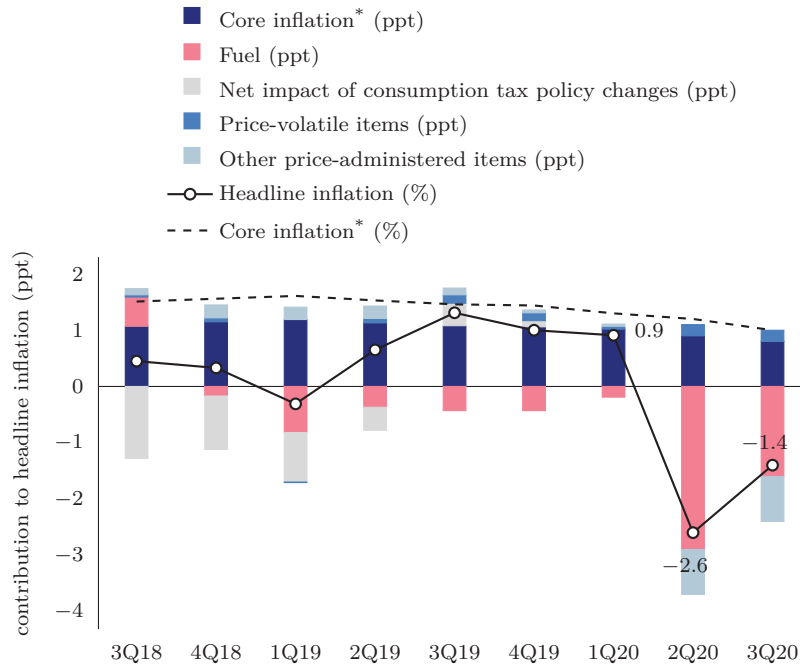 Core inflation* (ppt)
Fuel (ppt)
Net impact of consumption tax policy changes (ppt)
Price-volatile items (ppt)
Other price-administered items (ppt)
Headline inflation (%)
Core inflation* (%)
contribution to headline inflation (ppt)
2
1
0
−1
−2
−3
−4
0.9
−1.4
−2.6
3Q18 4Q18 1Q19 2Q19 3Q19 4Q19 1Q20 2Q20 3Q20